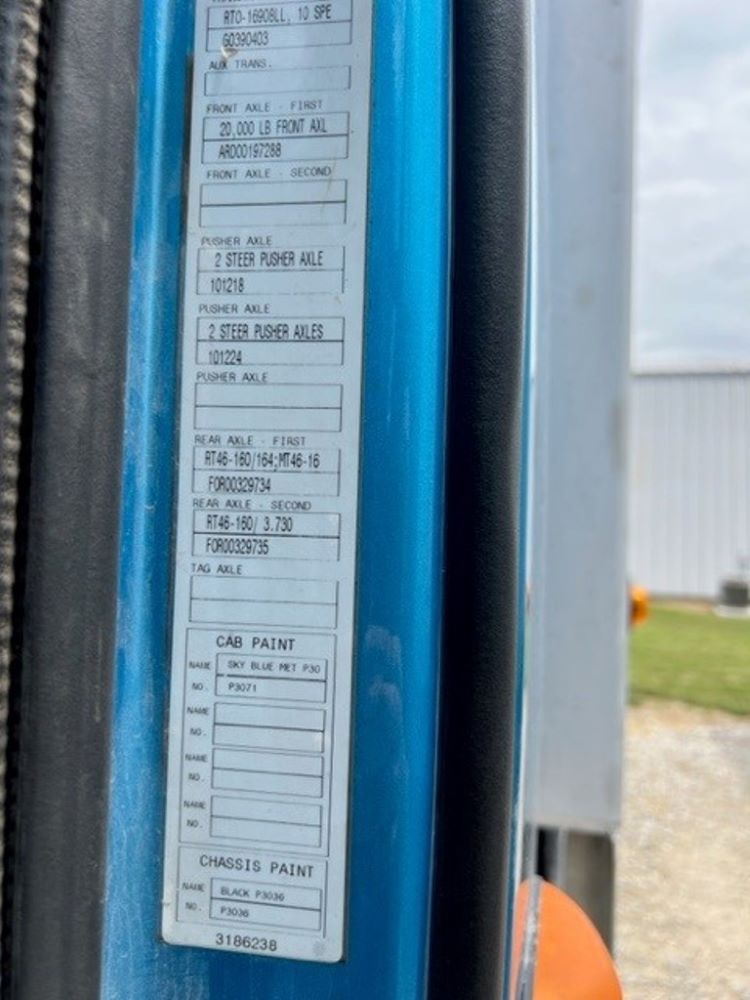 RTO-16908LL, 10 SPE
G0390403
AUX TRANS.
FRONT AXLE - FIRST
20,000 LB FRONT AXL
ARD00197288
FRONT AXLE - SECOND
PUSHER AXLE
2 STEER PUSHER AXLE
101218
PUSHER AXLE
2 STEER PUSHER AXLES
101224
PUSHER AXLE
REAR AXLE - FIRST
RT46-160/164;MT46-16
FOR00329734
REAR AXLE - SECOND
RT46-160/ 3.730
FOR00329735
TAG AXLE
CAB PAINT
NAME SKY BLUE MET P30
NO. P3071
NAME
NO.
NAME
NO.
NAME
NO.
CHASSIS PAINT
NAME BLACK P3036
NO. P3036
3186238